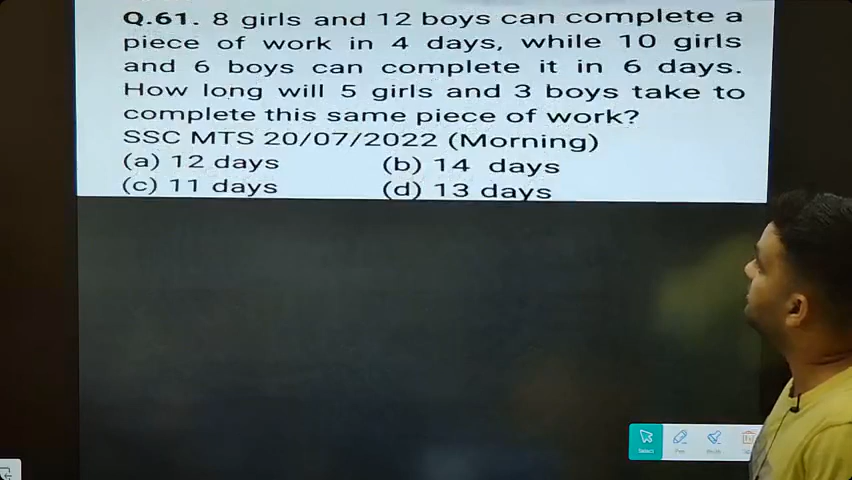 Q.61. 8 girls and 12 boys can complete a
piece of work in 4 days, while 10 girls
and 6 boys can complete it in 6 days.
How long will 5 girls and 3 boys take to
complete this same piece of work?
SSC MTS 20/07/2022 (Morning)
(a) 12 days (b) 14 days
(c) 11 days (d) 13 days
Select